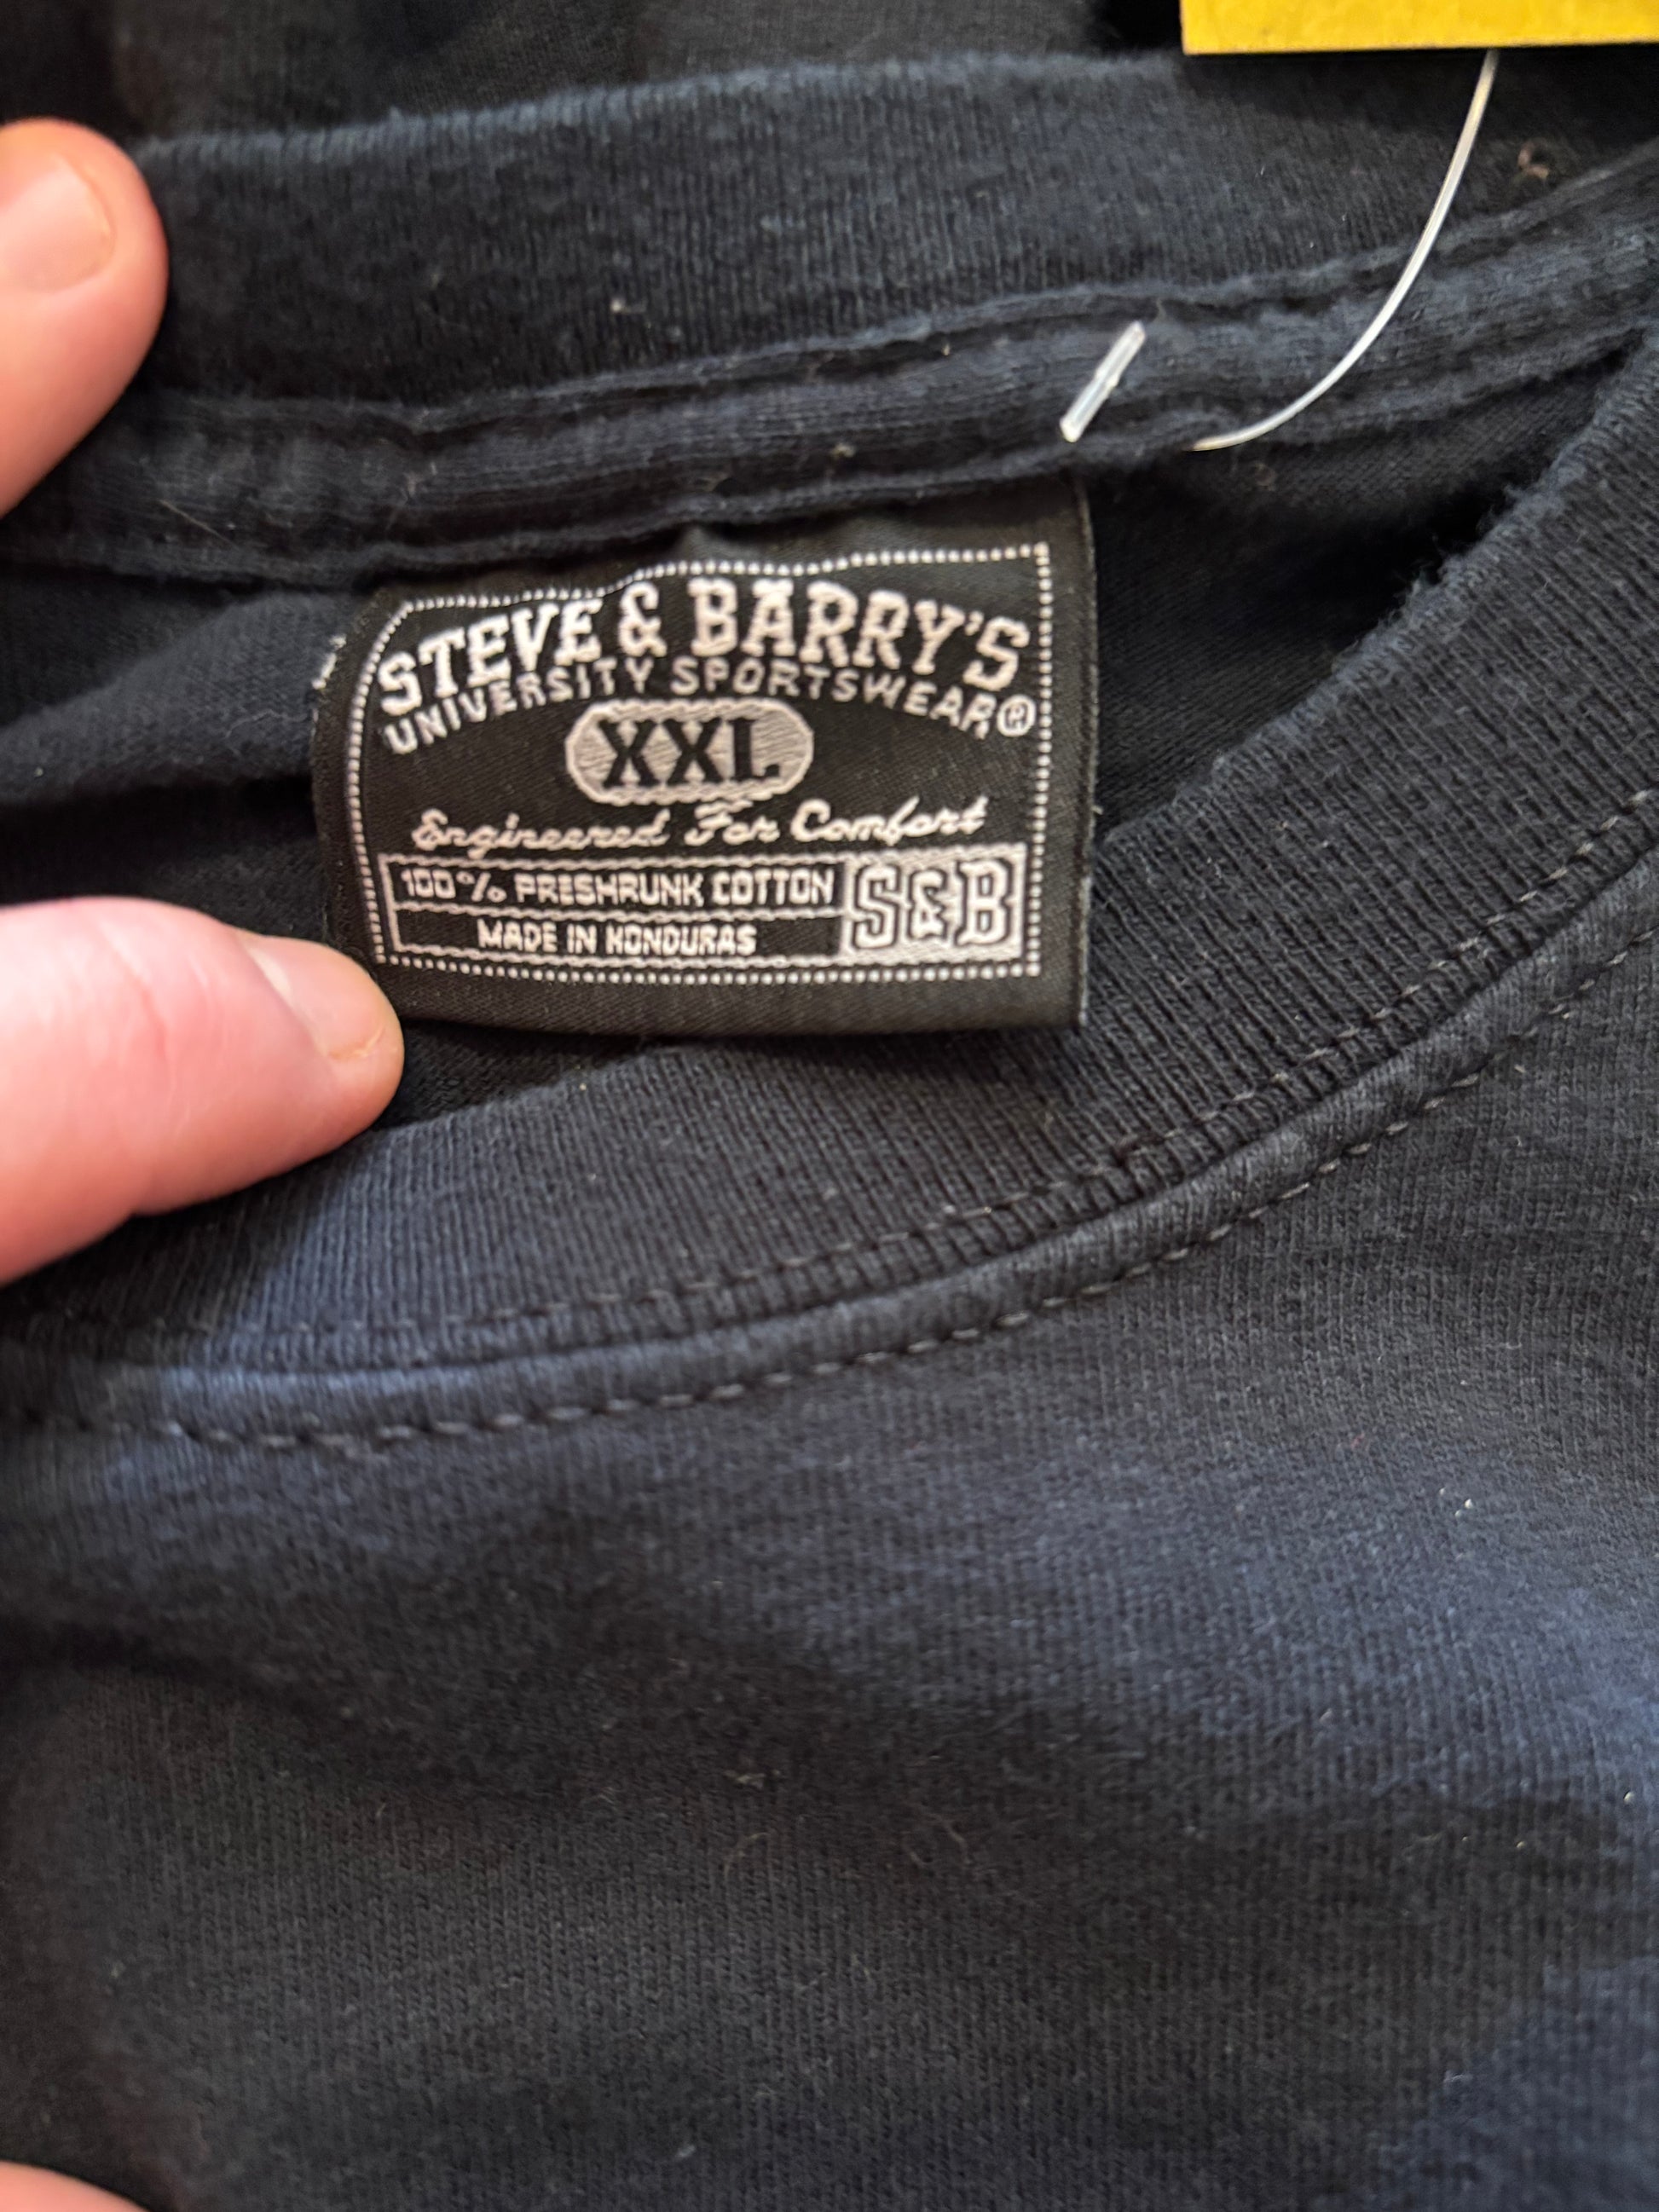 STEVE & BARRY'S
UNIVERSITY SPORTSWEAR®
XXL
Engineered For Comfort
100% PRESHRUNK COTTON
MADE IN HONDURAS
S&B